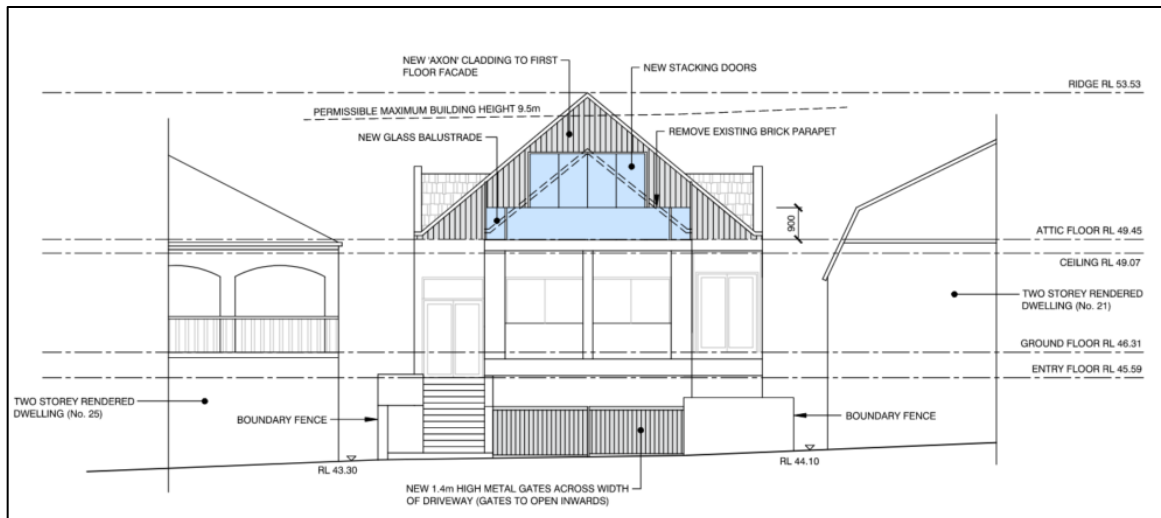 NEW 'AXON' CLADDING TO FIRST
FLOOR FACADE
NEW STACKING DOORS
RIDGE RL 53.53
PERMISSIBLE MAXIMUM BUILDING HEIGHT 9.5m
NEW GLASS BALUSTRADE
REMOVE EXISTING BRICK PARAPET
900
ATTIC FLOOR RL 49.45
CEILING RL 49.07
TWO STOREY RENDERED
DWELLING (No. 21)
GROUND FLOOR RL 46.31
ENTRY FLOOR RL 45.59
TWO STOREY RENDERED
DWELLING (No. 25)
BOUNDARY FENCE
BOUNDARY FENCE
RL 43.30
RL 44.10
NEW 1.4m HIGH METAL GATES ACROSS WIDTH
OF DRIVEWAY (GATES TO OPEN INWARDS)